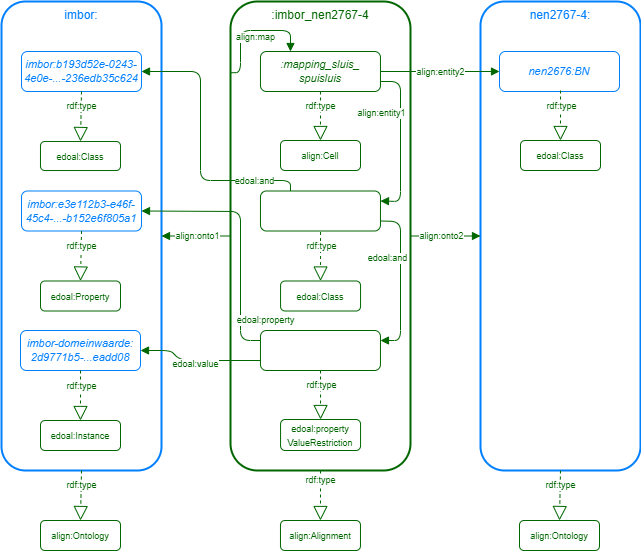 imbor:
:imbor_nen2767-4
nen2767-4:
align:map
imbor:b193d52e-0243-
4e0e-...-236edb35c624
:mapping_sluis_
spuisluis
align:entity2
nen2676:BN
rdf:type
rdf:type
align:entity1
rdf:type
edoal:Class
align:Cell
edoal:Class
edoal:and
imbor:e3e112b3-e46f-
45c4-...-b152e6f805a1
align:onto1
align:onto2
rdf:type
rdf:type
edoal:and
edoal:Property
edoal:Class
edoal:property
imbor-domeinwaarde:
2d9771b5-...eadd08
edoal:value
rdf:type
rdf:type
edoal:Instance
edoal:property
ValueRestriction
rdf:type
rdf:type
rdf:type
align:Ontology
align:Alignment
align:Ontology